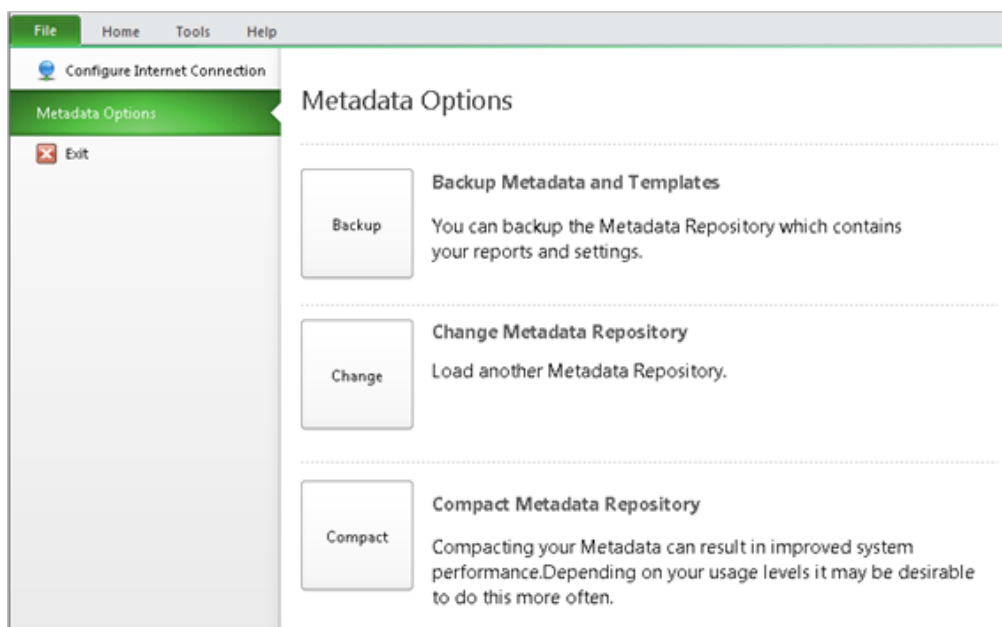 File Home Tools Help
Configure Internet Connection
Metadata Options
Exit
Metadata Options
Backup
Backup Metadata and Templates
You can backup the Metadata Repository which contains
your reports and settings.
Change
Change Metadata Repository
Load another Metadata Repository.
Compact
Compact Metadata Repository
Compacting your Metadata can result in improved system
performance.Depending on your usage levels it may be desirable
to do this more often.